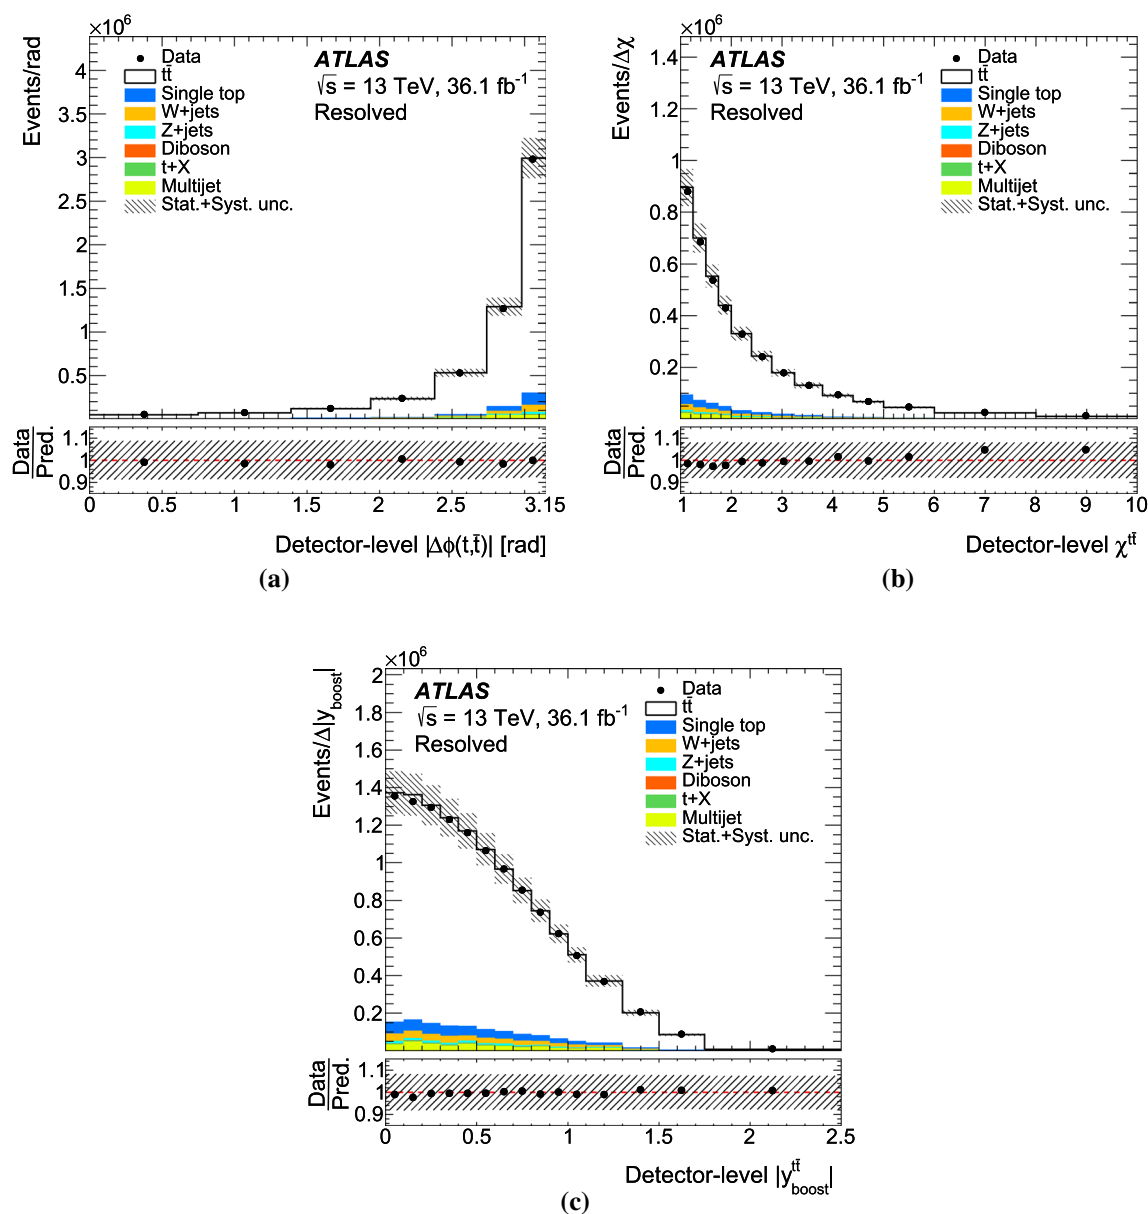 ×10⁶
Events/rad
4
3.5
3
2.5
2
1.5
1
0.5
ATLAS
√s = 13 TeV, 36.1 fb⁻¹
Resolved
Data
tt̄
Single top
W+jets
Z+jets
Diboson
t+X
Multijet
Stat.+Syst. unc.
Data
Pred.
1.1
1
0.9
0 0.5 1 1.5 2 2.5 3 3.15
Detector-level |Δϕ(t,t̄)| [rad]
(a)
×10⁶
Events/Δχ
1.4
1.2
1
0.8
0.6
0.4
0.2
ATLAS
√s = 13 TeV, 36.1 fb⁻¹
Resolved
Data
tt̄
Single top
W+jets
Z+jets
Diboson
t+X
Multijet
Stat.+Syst. unc.
Data
Pred.
1.1
1
0.9
1 2 3 4 5 6 7 8 9 10
Detector-level χ^tt̄
(b)
×10⁶
Events/Δ|y_boost|
2
1.8
1.6
1.4
1.2
1
0.8
0.6
0.4
0.2
ATLAS
√s = 13 TeV, 36.1 fb⁻¹
Resolved
Data
tt̄
Single top
W+jets
Z+jets
Diboson
t+X
Multijet
Stat.+Syst. unc.
Data
Pred.
1.1
1
0.9
0 0.5 1 1.5 2 2.5
Detector-level |y^tt̄_boost|
(c)